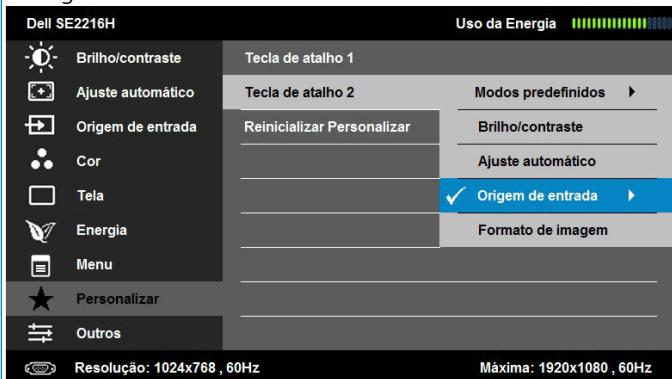 Dell SE2216H Uso da Energia
Brilho/contraste Tecla de atalho 1
Ajuste automático Tecla de atalho 2 Modos predefinidos
Origem de entrada Reinicializar Personalizar Brilho/contraste
Cor Ajuste automático
Tela Origem de entrada
Energia Formato de imagem
Menu
Personalizar
Outros
Resolução: 1024x768 , 60Hz Máxima: 1920x1080 , 60Hz